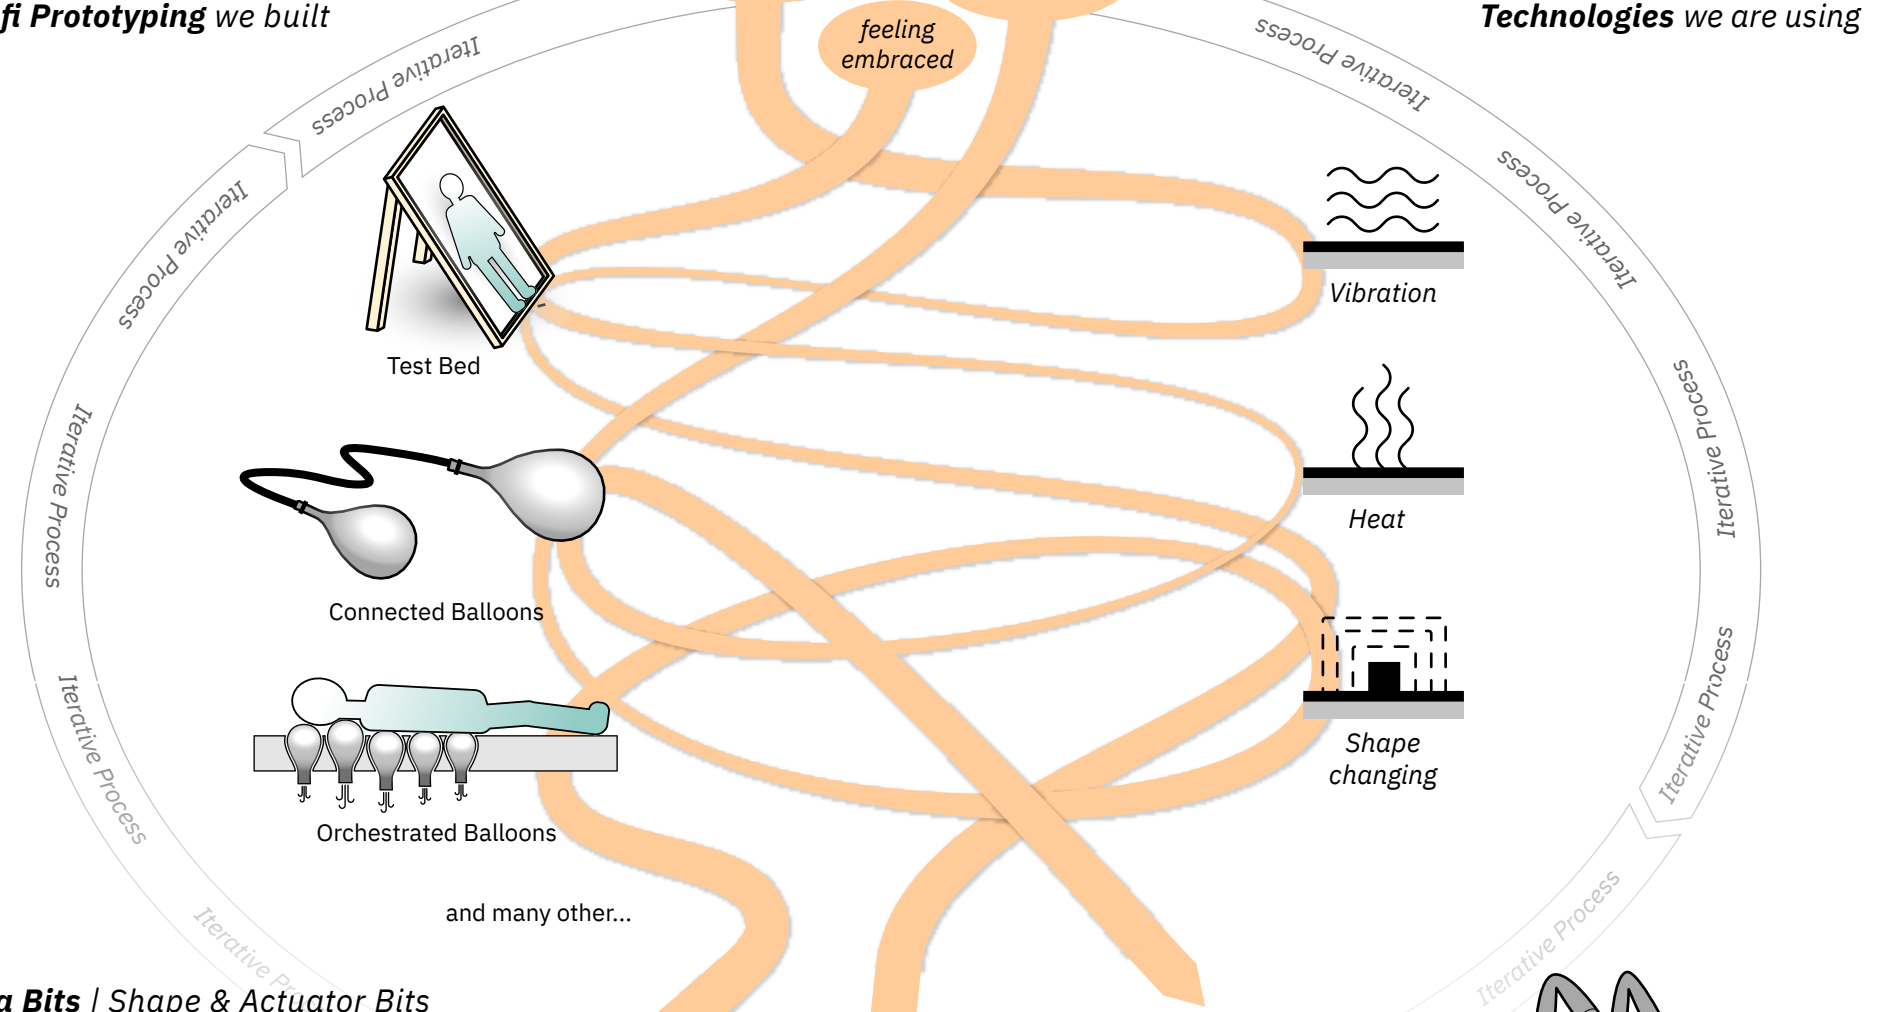 fi Prototyping we built
Technologies we are using
feeling
embraced
Iterative Process
Iterative Process
Iterative Process
Iterative Process
Iterative Process
Iterative Process
Iterative Process
Iterative Process
Iterative Process
Iterative Process
Test Bed
Vibration
Heat
Connected Balloons
Shape
changing
Orchestrated Balloons
and many other...
a Bits | Shape & Actuator Bits